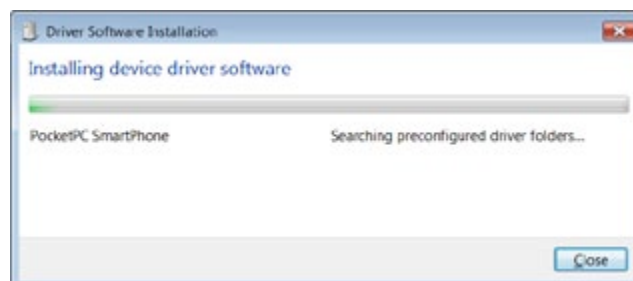 Driver Software Installation
Installing device driver software
PocketPC SmartPhone Searching preconfigured driver folders...
Close